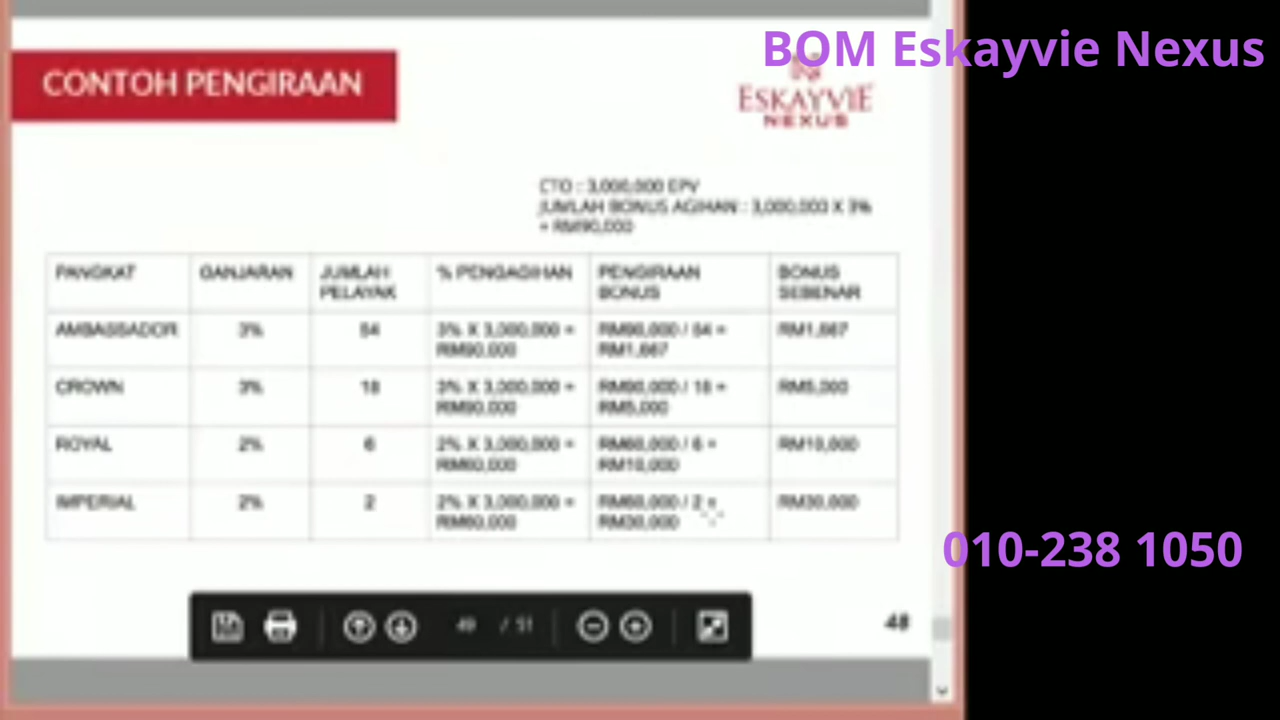 BOM Eskayvie Nexus
CONTOH PENGIRAAN
ESKAYVIE
NEXUS
CTO : 3,000,000 EPV
JUMLAH BONUS AGIHAN : 3,000,000 X 3%
= RM90,000
PANGKAT GANJARAN JUMLAH PELAYAK % PENGAGIHAN PENGIRAAN BONUS BONUS SEBENAR
AMBASSADOR 3% 54 3% X 3,000,000 = RM90,000 RM90,000 / 54 = RM1,667 RM1,667
CROWN 3% 18 3% X 3,000,000 = RM90,000 RM90,000 / 18 = RM5,000 RM5,000
ROYAL 2% 6 2% X 3,000,000 = RM60,000 RM60,000 / 6 = RM10,000 RM10,000
IMPERIAL 2% 2 2% X 3,000,000 = RM60,000 RM60,000 / 2 = RM30,000 RM30,000
010-238 1050
49 / 51
48